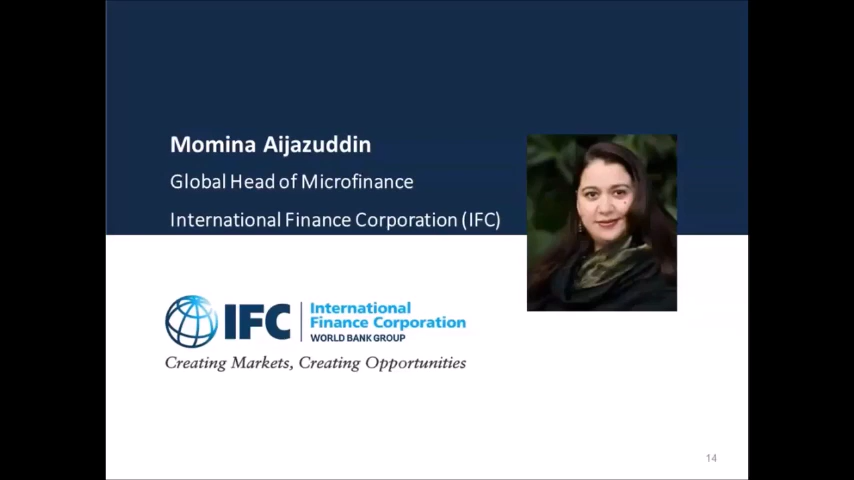 Momina Aijazuddin
Global Head of Microfinance
International Finance Corporation (IFC)
IFC
International
Finance Corporation
WORLD BANK GROUP
Creating Markets, Creating Opportunities
14